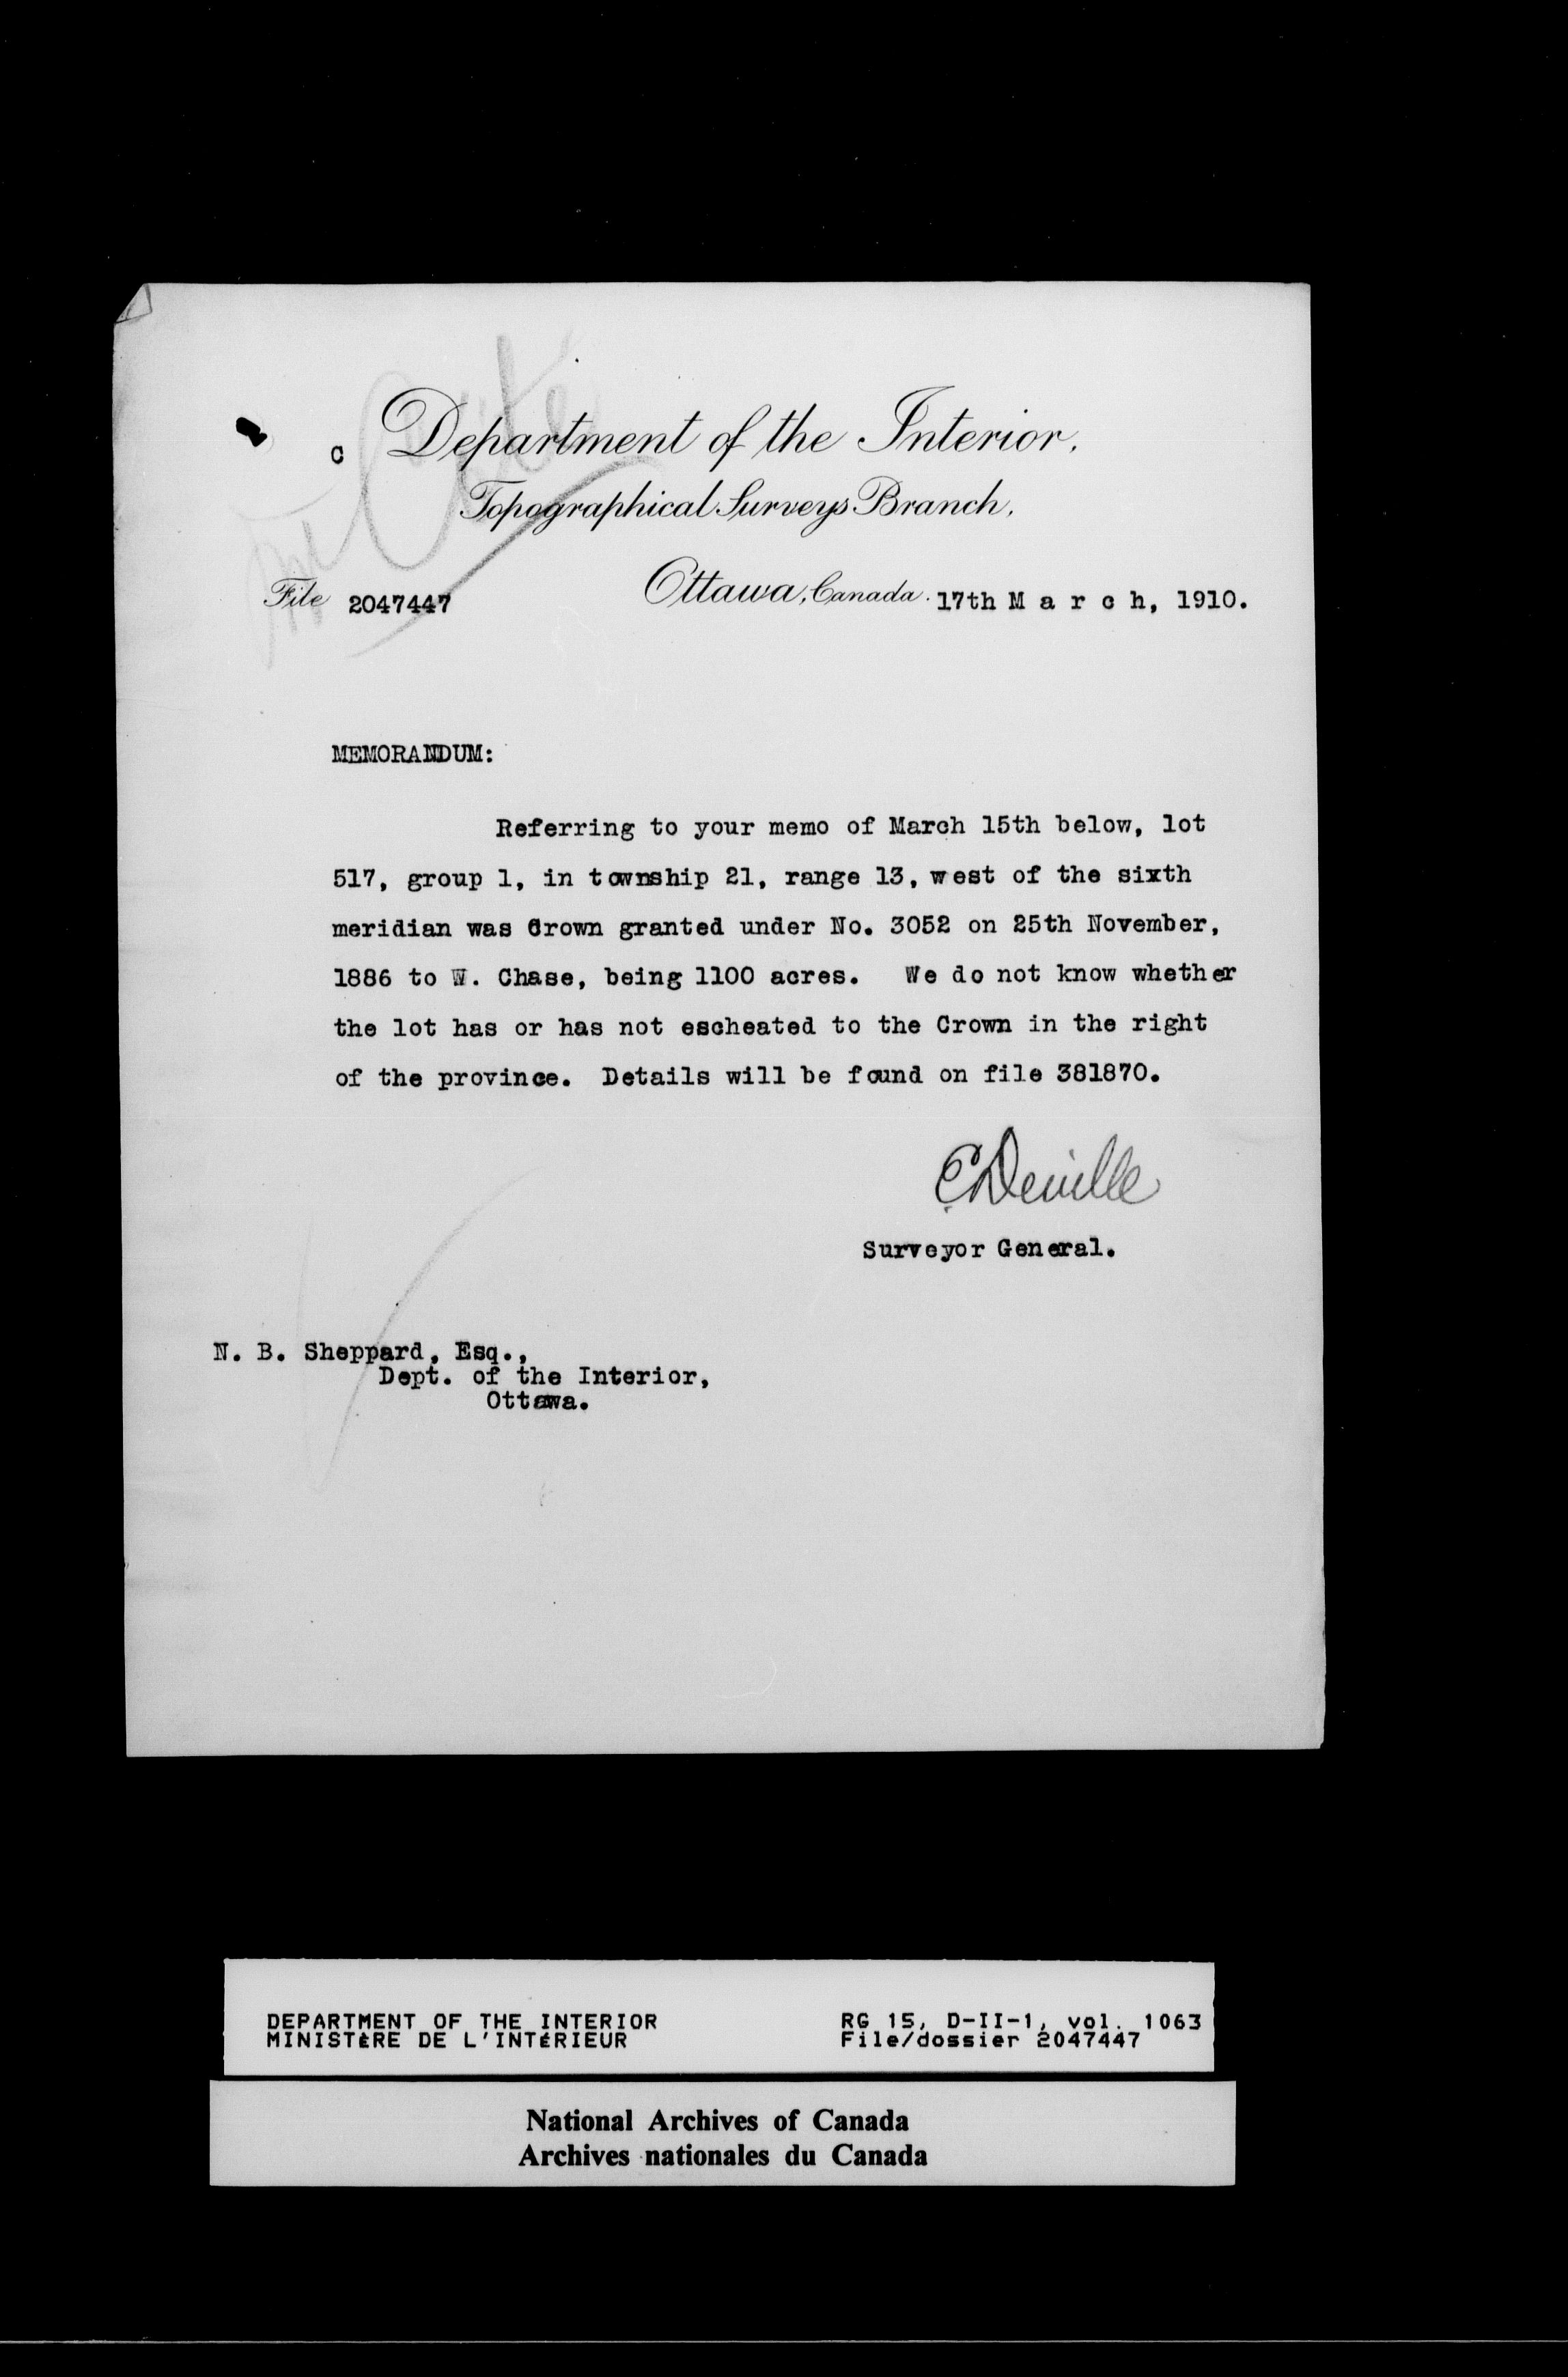 Mr Côté
c Department of the Interior,
Topographical Surveys Branch,
File 2047447 Ottawa, Canada. 17th M a r c h, 1910.
MEMORANDUM:
Referring to your memo of March 15th below, lot
517, group 1, in township 21, range 13, west of the sixth
meridian was Crown granted under No. 3052 on 25th November,
1886 to W. Chase, being 1100 acres. We do not know whether
the lot has or has not escheated to the Crown in the right
of the province. Details will be found on file 381870.
E Deville
Surveyor General.
N. B. Sheppard, Esq.,
Dept. of the Interior,
Ottawa.
DEPARTMENT OF THE INTERIOR RG 15, D-II-1, vol. 1063
MINISTÈRE DE L'INTÉRIEUR File/dossier 2047447
National Archives of Canada
Archives nationales du Canada